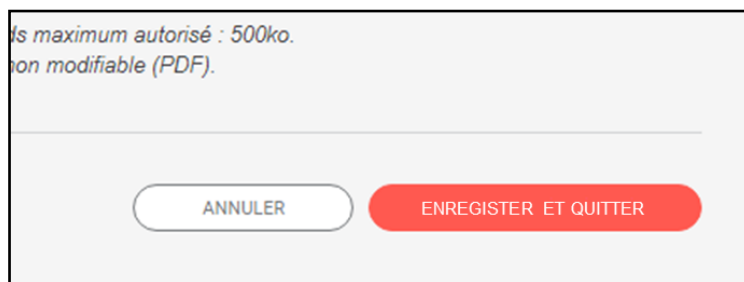 ds maximum autorisé : 500ko.
non modifiable (PDF).
ANNULER
ENREGISTER ET QUITTER